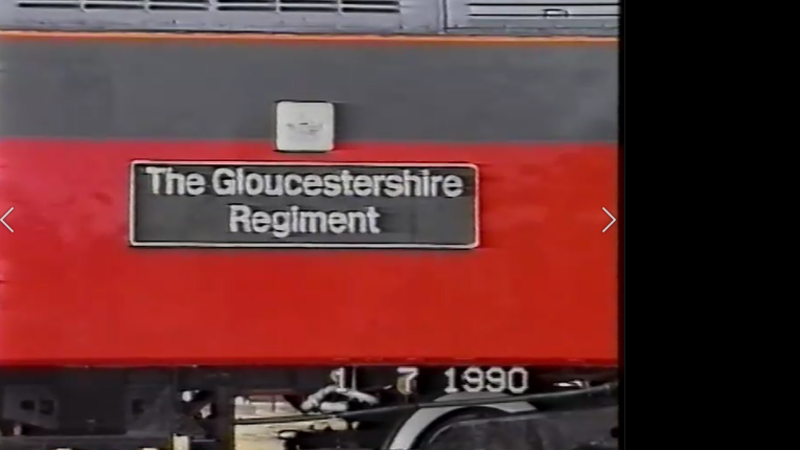 The Gloucestershire
Regiment
1 7 1990